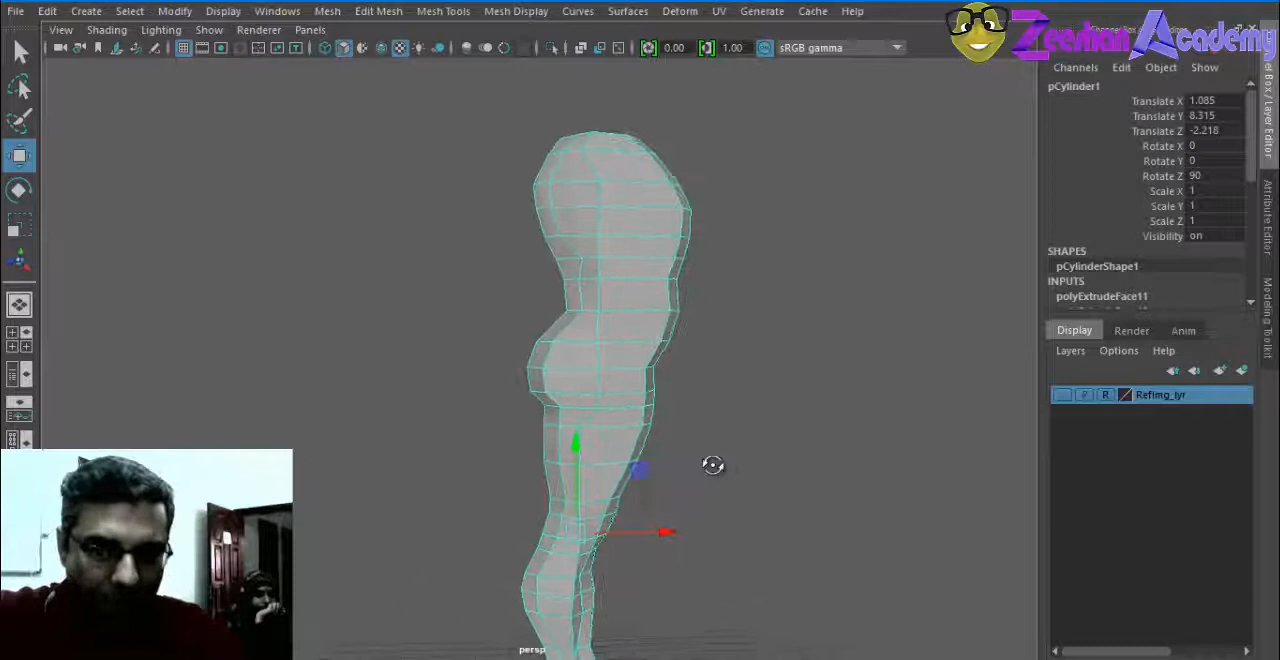 File Edit Create Select Modify Display Windows Mesh Edit Mesh Mesh Tools Mesh Display Curves Surfaces Deform UV Generate Cache Help
Zeeshan Academy
View Shading Lighting Show Renderer Panels
0.00 1.00 sRGB gamma
Channels Edit Object Show
pCylinder1
Translate X 1.085
Translate Y 8.315
Translate Z -2.218
Rotate X 0
Rotate Y 0
Rotate Z 90
Scale X 1
Scale Y 1
Scale Z 1
Visibility on
SHAPES
pCylinderShape1
INPUTS
polyExtrudeFace11
Display Render Anim
Layers Options Help
R RefImg_lyr
persp
Attribute Editor
Modeling Toolkit